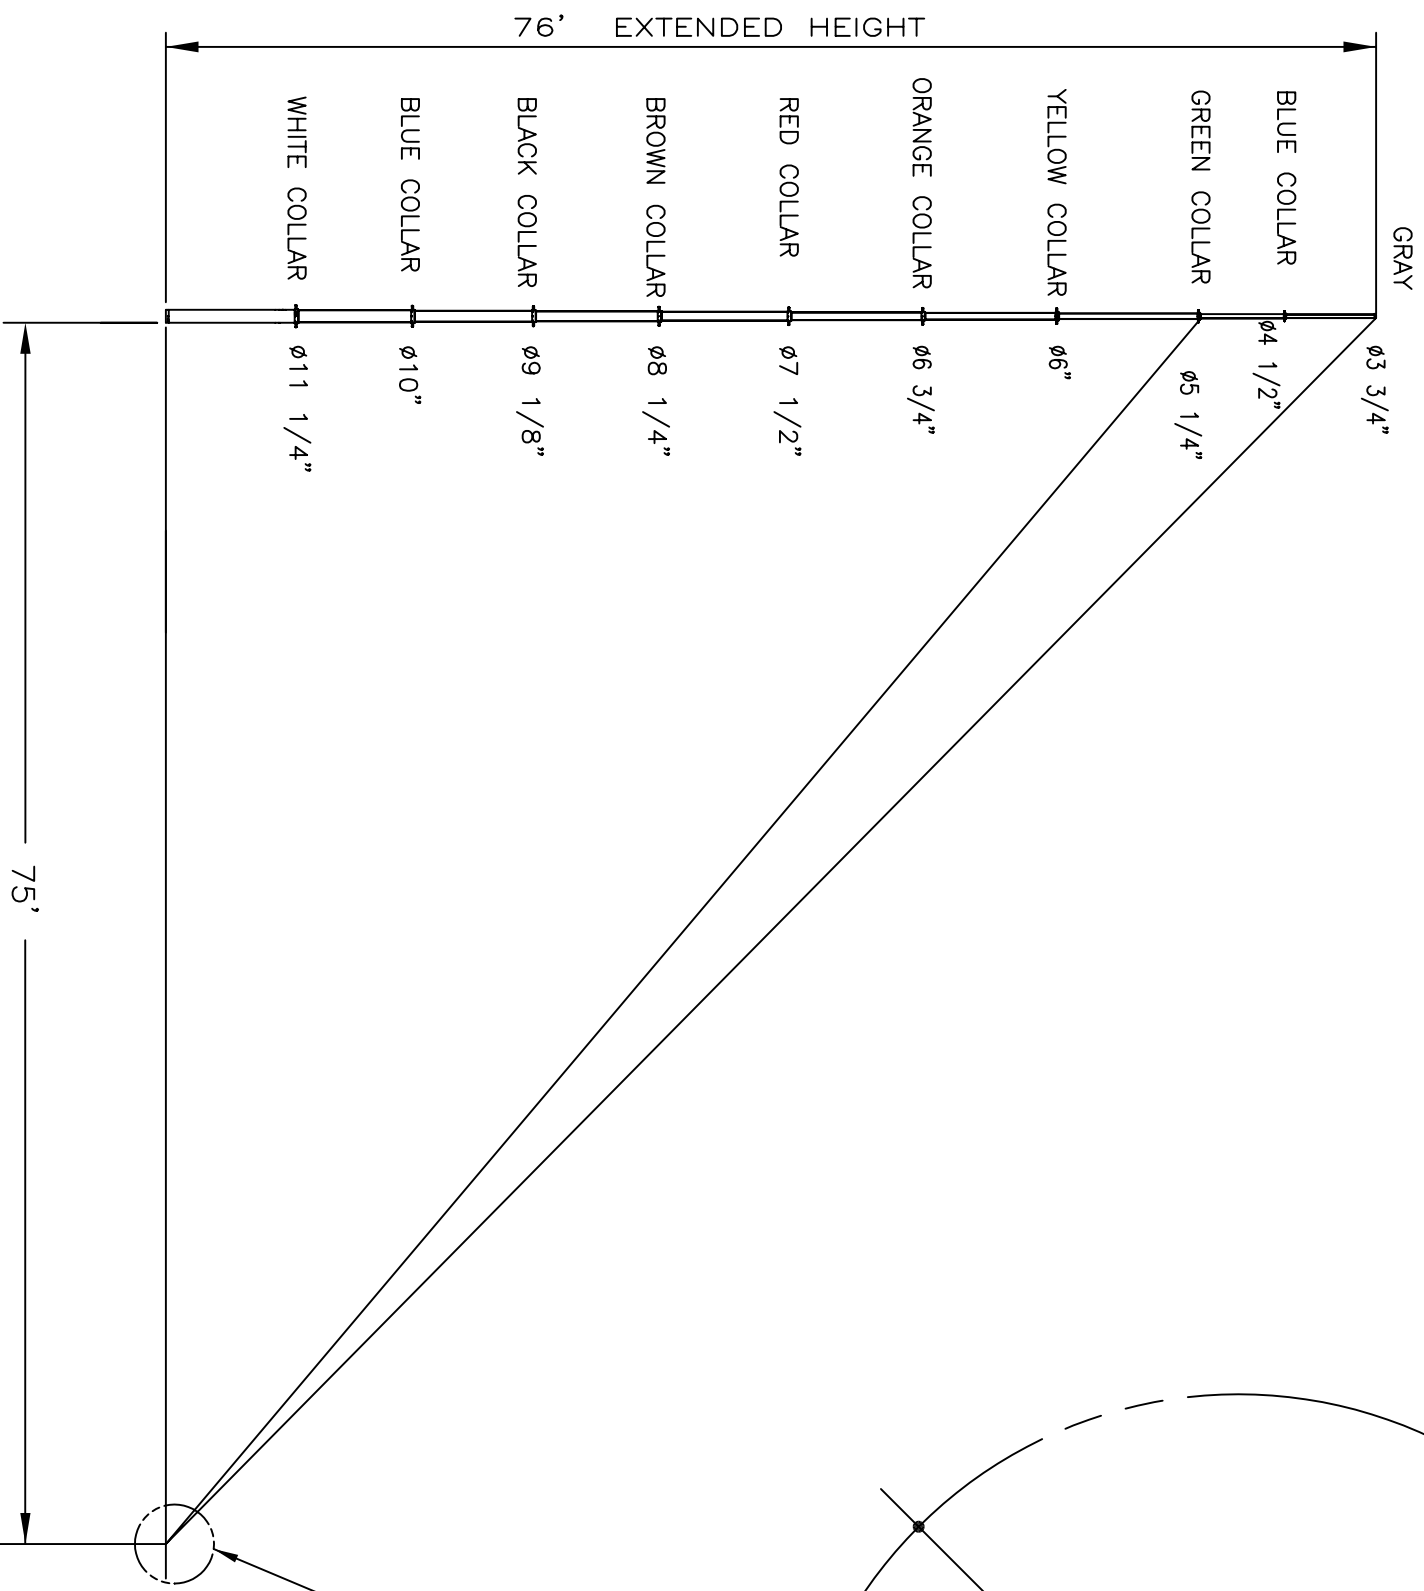 76' EXTENDED HEIGHT
GRAY
BLUE COLLAR
GREEN COLLAR
YELLOW COLLAR
ORANGE COLLAR
RED COLLAR
BROWN COLLAR
BLACK COLLAR
BLUE COLLAR
WHITE COLLAR
ø3 3/4"
ø4 1/2"
ø5 1/4"
ø6"
ø6 3/4"
ø7 1/2"
ø8 1/4"
ø9 1/8"
ø10"
ø11 1/4"
75'